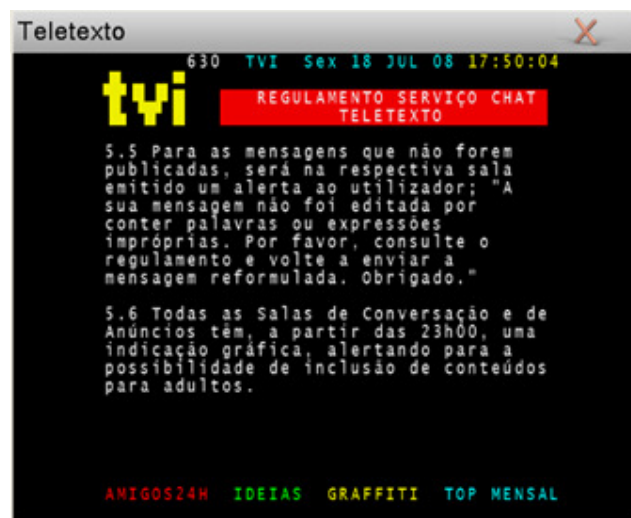 Teletexto
630 TVI Sex 18 JUL 08 17:50:04
tvi
REGULAMENTO SERVIÇO CHAT
TELETEXTO
5.5 Para as mensagens que não forem
publicadas, será na respectiva sala
emitido um alerta ao utilizador; "A
sua mensagem não foi editada por
conter palavras ou expressões
impróprias. Por favor, consulte o
regulamento e volte a enviar a
mensagem reformulada. Obrigado."
5.6 Todas as Salas de Conversação e de
Anúncios têm, a partir das 23h00, uma
indicação gráfica, alertando para a
possibilidade de inclusão de conteúdos
para adultos.
AMIGOS24H IDEIAS GRAFFITI TOP MENSAL